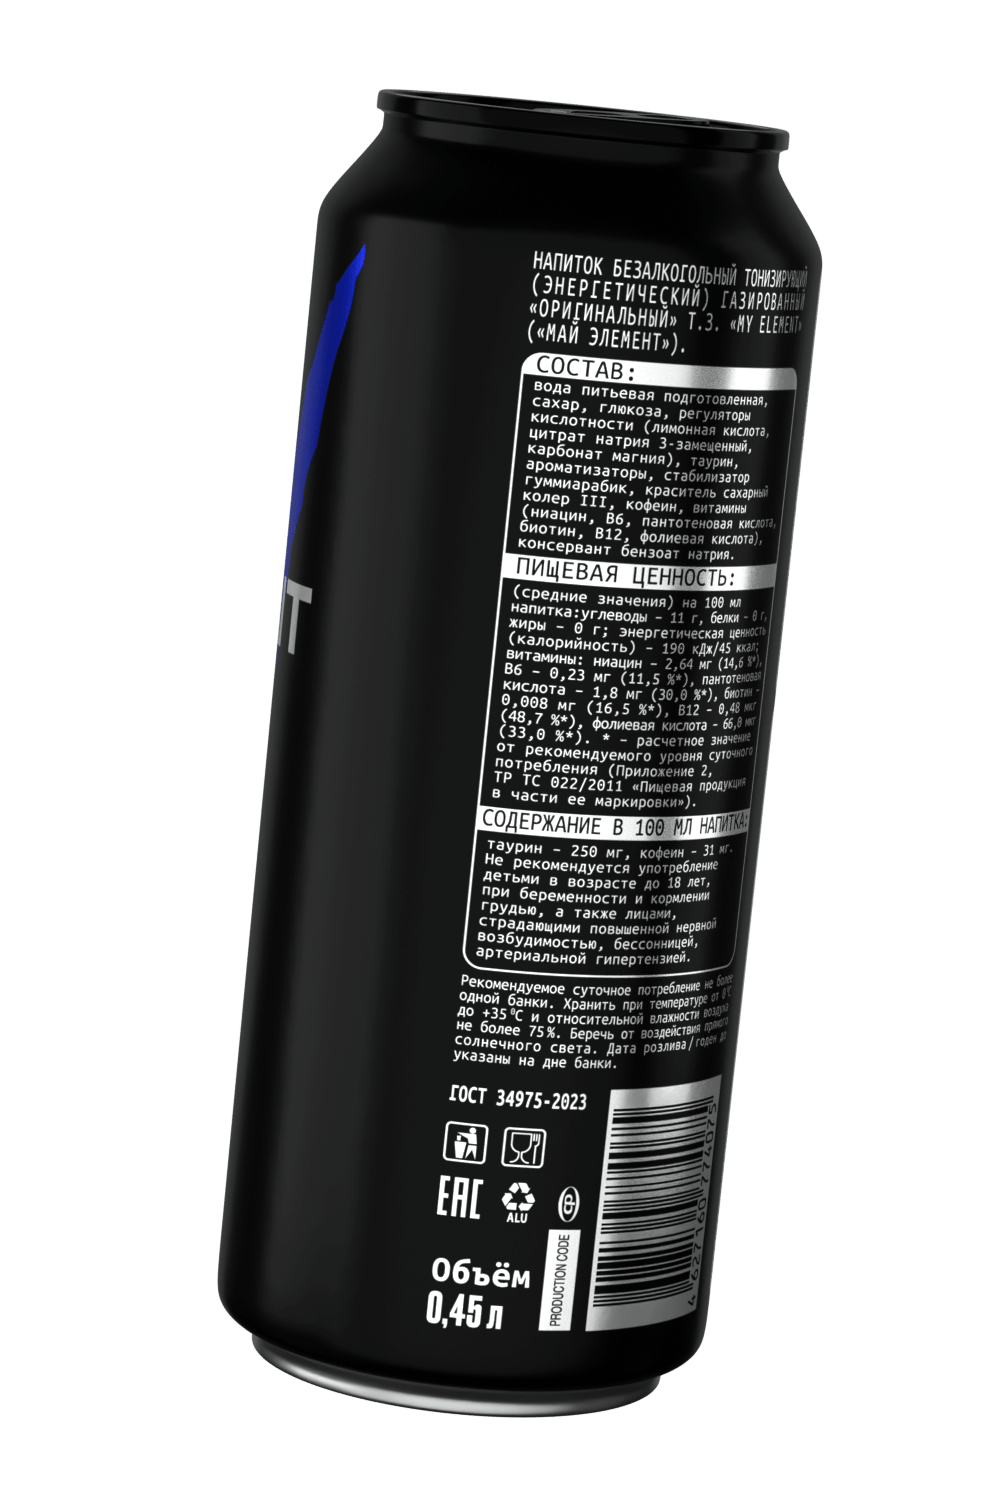 НАПИТОК БЕЗАЛКОГОЛЬНЫЙ ТОНИЗИРУЮЩИЙ
(ЭНЕРГЕТИЧЕСКИЙ) ГАЗИРОВАННЫЙ
«ОРИГИНАЛЬНЫЙ» Т.З. «MY ELEMENT»
(«МАЙ ЭЛЕМЕНТ»).
СОСТАВ:
вода питьевая подготовленная,
сахар, глюкоза, регуляторы
кислотности (лимонная кислота,
цитрат натрия 3-замещенный,
карбонат магния), таурин,
ароматизаторы, стабилизатор
гуммиарабик, краситель сахарный
колер III, кофеин, витамины
(ниацин, В6, пантотеновая кислота,
биотин, В12, фолиевая кислота),
консервант бензоат натрия.
ПИЩЕВАЯ ЦЕННОСТЬ:
(средние значения) на 100 мл
напитка:углеводы – 11 г, белки – 0 г,
жиры – 0 г; энергетическая ценность
(калорийность) – 190 кДж/45 ккал;
витамины: ниацин – 2,64 мг (14,6 %*),
В6 – 0,23 мг (11,5 %*), пантотеновая
кислота – 1,8 мг (30,0 %*), биотин –
0,008 мг (16,5 %*), В12 – 0,48 мкг
(48,7 %*), фолиевая кислота – 66,0 мкг
(33,0 %*). * – расчетное значение
от рекомендуемого уровня суточного
потребления (Приложение 2,
ТР ТС 022/2011 «Пищевая продукция
в части ее маркировки»).
СОДЕРЖАНИЕ В 100 МЛ НАПИТКА:
таурин – 250 мг, кофеин – 31 мг.
Не рекомендуется употребление
детьми в возрасте до 18 лет,
при беременности и кормлении
грудью, а также лицами,
страдающими повышенной нервной
возбудимостью, бессонницей,
артериальной гипертензией.
Рекомендуемое суточное потребление не более
одной банки. Хранить при температуре от 0°С
до +35°С и относительной влажности воздуха
не более 75%. Беречь от воздействия прямого
солнечного света. Дата розлива/годен до
указаны на дне банки.
ГОСТ 34975-2023
ЕАС
ALU
Объём
0,45 л
PRODUCTION CODE
4 627160 774075